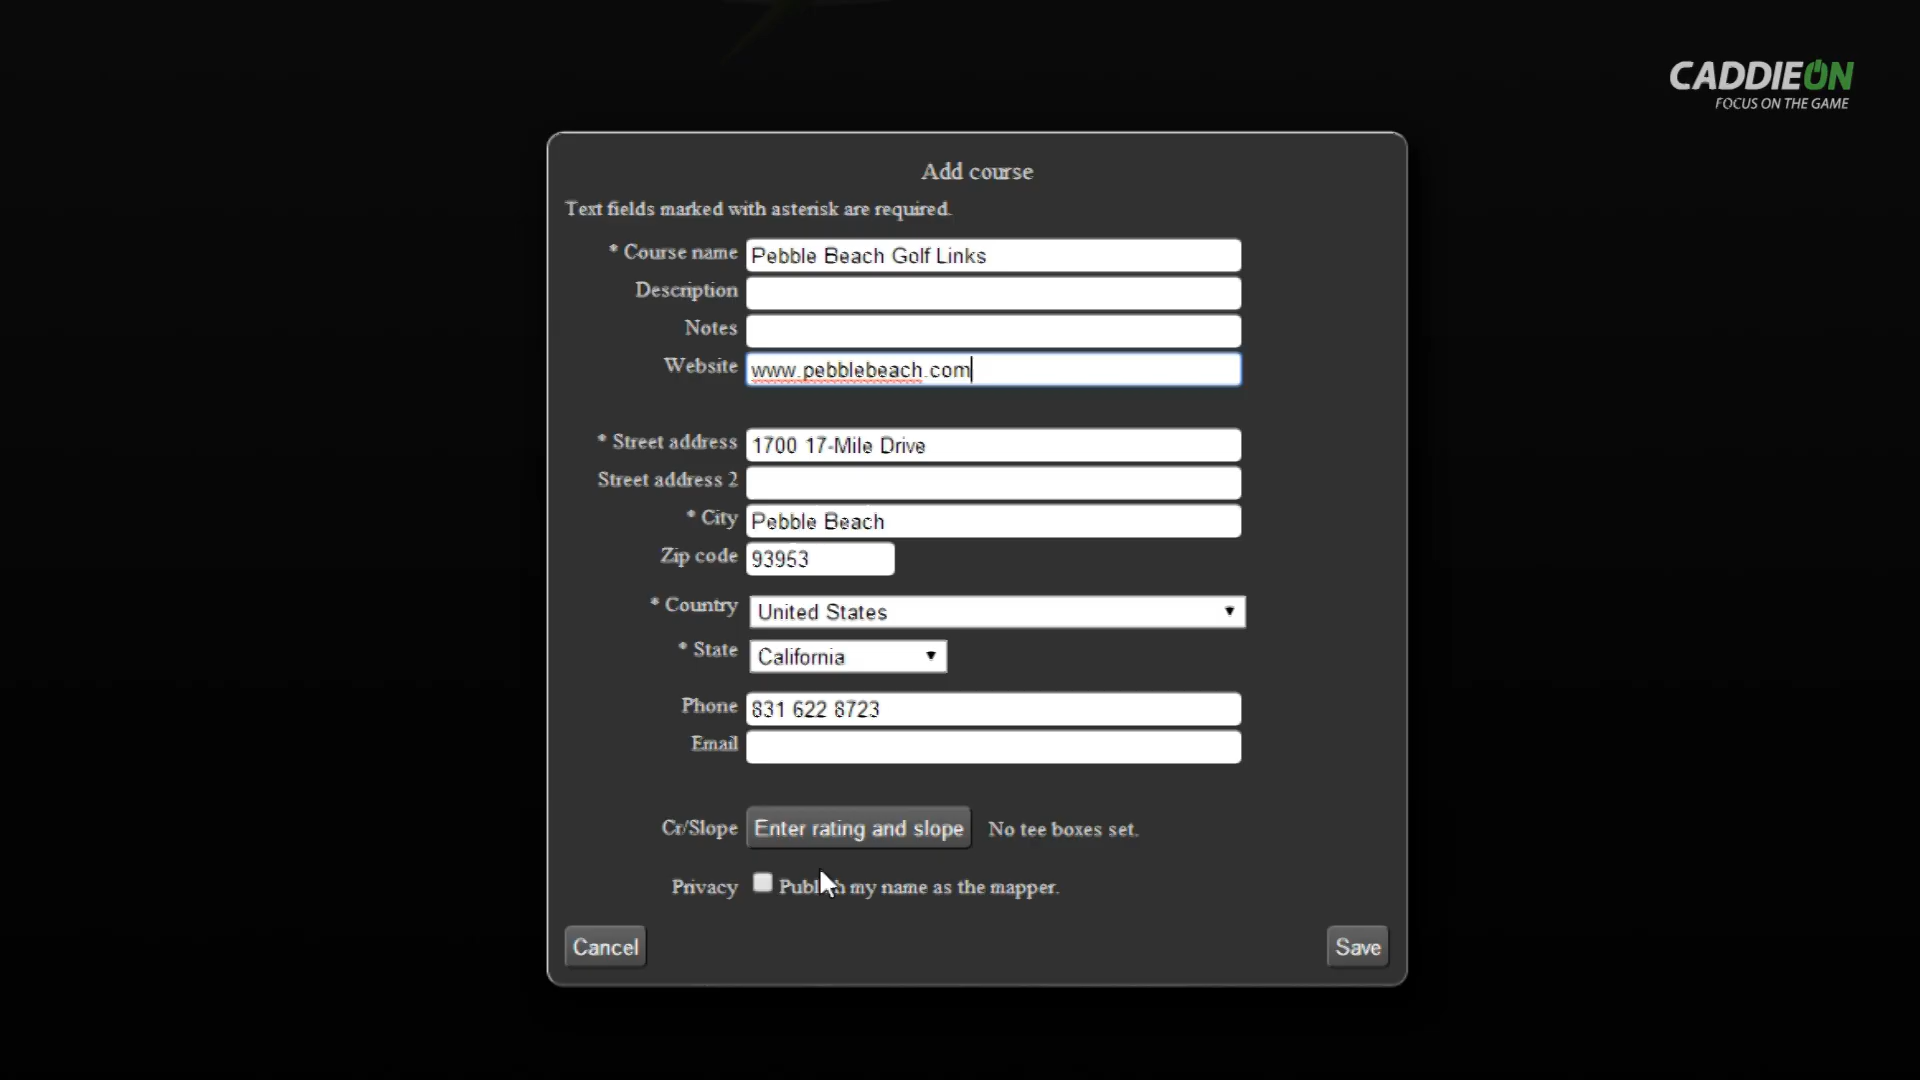 CADDIEON
FOCUS ON THE GAME
Add course
Text fields marked with asterisk are required.
* Course name Pebble Beach Golf Links
Description
Notes
Website www.pebblebeach.com
* Street address 1700 17-Mile Drive
Street address 2
* City Pebble Beach
Zip code 93953
* Country United States
* State California
Phone 831 622 8723
Email
Cr/Slope Enter rating and slope No tee boxes set.
Privacy Publish my name as the mapper.
Cancel Save